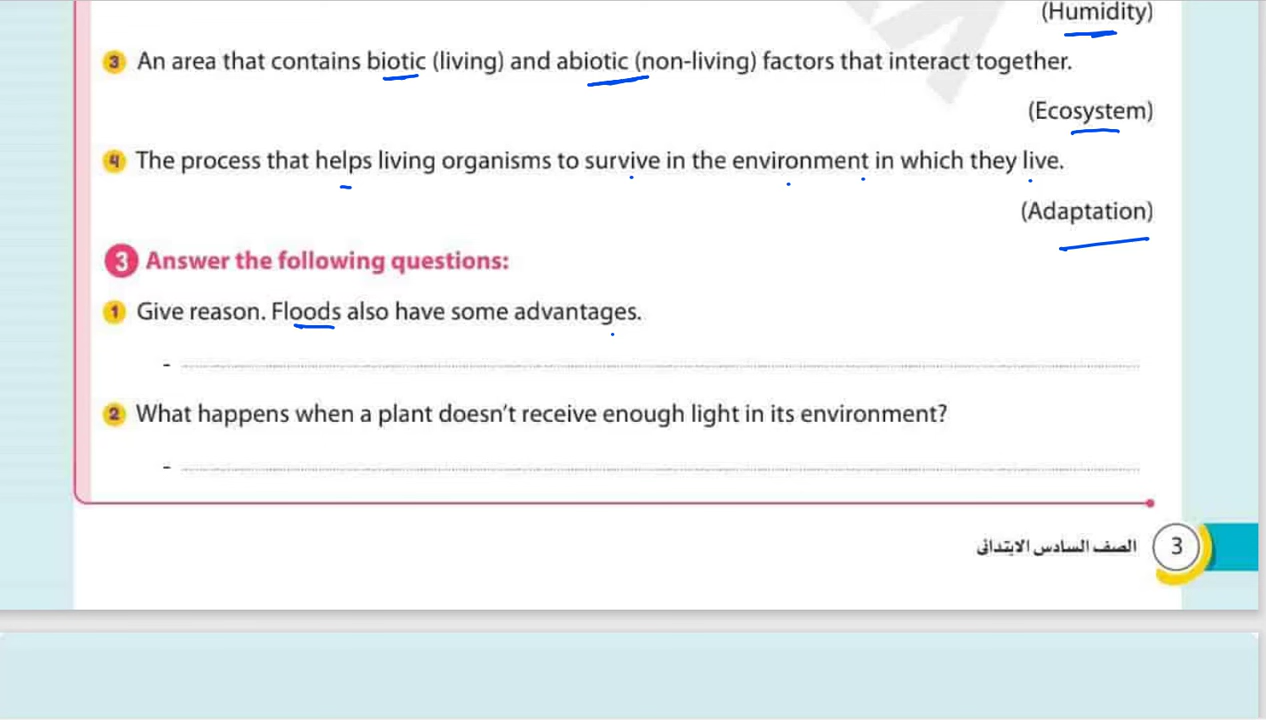 (Humidity)
3 An area that contains biotic (living) and abiotic (non-living) factors that interact together.
(Ecosystem)
4 The process that helps living organisms to survive in the environment in which they live.
(Adaptation)
3 Answer the following questions:
1 Give reason. Floods also have some advantages.
-
2 What happens when a plant doesn't receive enough light in its environment?
-
الصف السادس الابتدائى 3